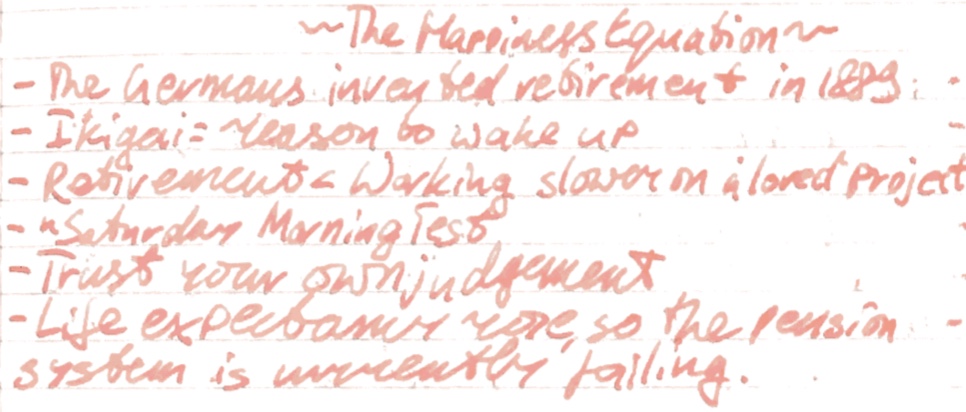 ~The Happiness Equation~
- The Germans invented retirement in 1889.
- Ikigai= reason to wake up
- Retirement < Working slower on a loved project
- "Saturday Morning Test"
- Trust your own judgement
- Life expectancy rose, so the pension
system is currently failing.